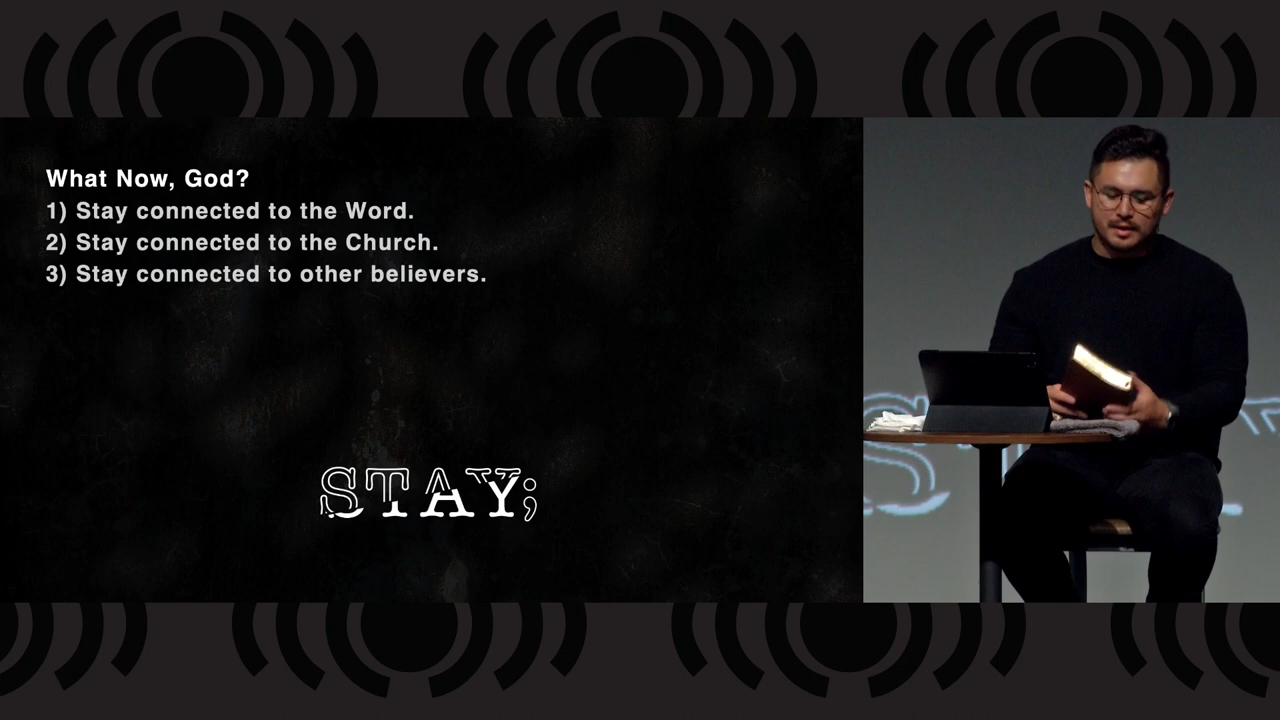 What Now, God?
1) Stay connected to the Word.
2) Stay connected to the Church.
3) Stay connected to other believers.
STAY;